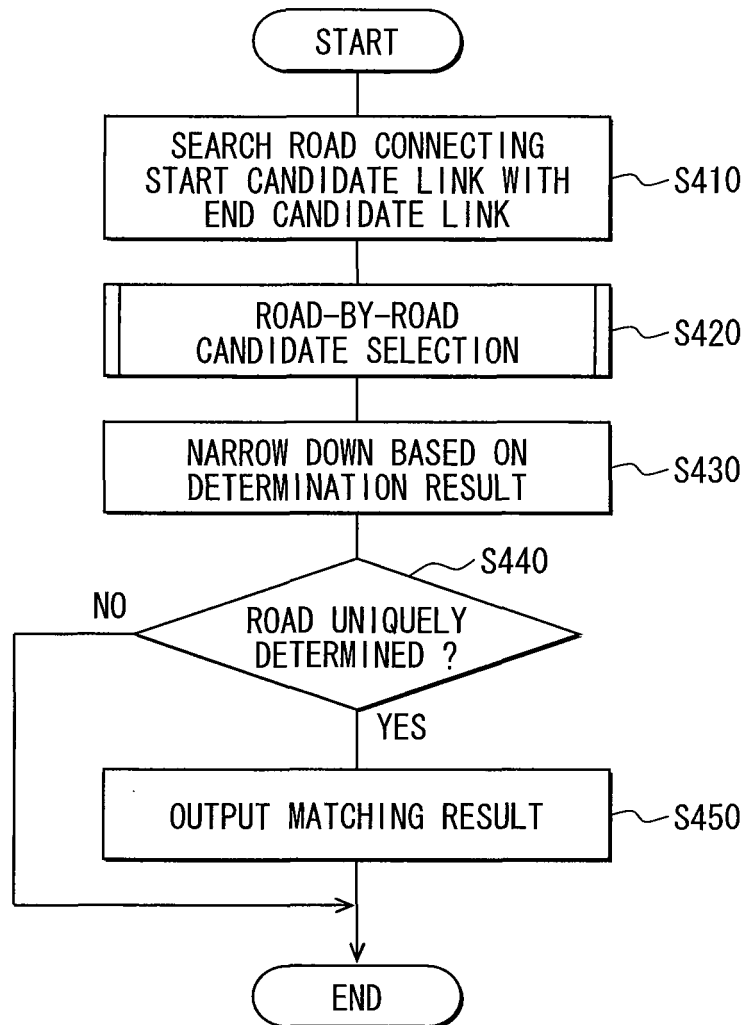 START
SEARCH ROAD CONNECTING
START CANDIDATE LINK WITH
END CANDIDATE LINK
S410
ROAD-BY-ROAD
CANDIDATE SELECTION
S420
NARROW DOWN BASED ON
DETERMINATION RESULT
S430
S440
NO
ROAD UNIQUELY
DETERMINED ?
YES
OUTPUT MATCHING RESULT
S450
END